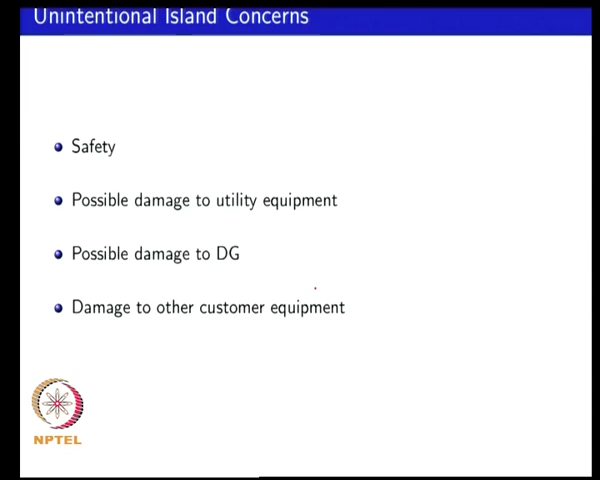 Unintentional Island Concerns
Safety
Possible damage to utility equipment
Possible damage to DG
Damage to other customer equipment
NPTEL